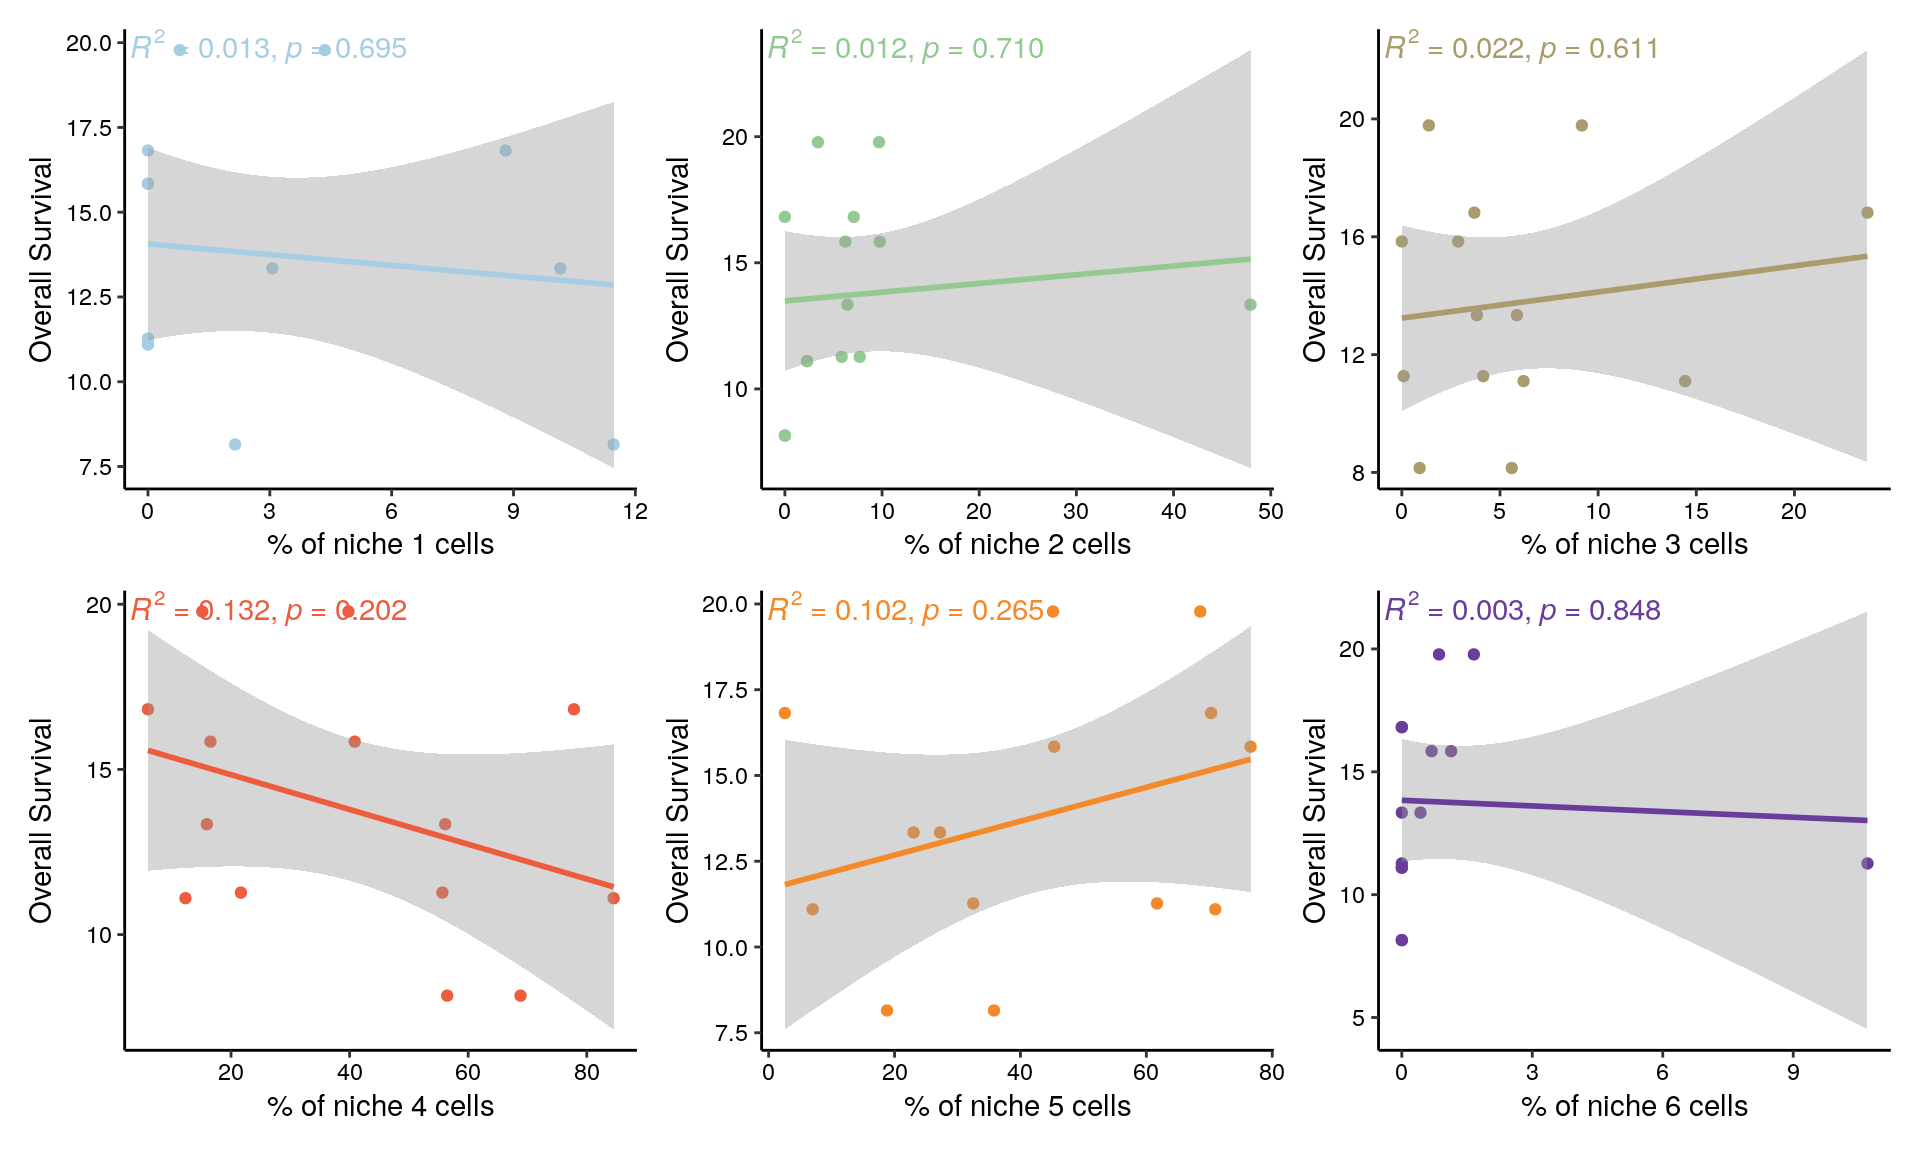 R² = 0.013, p = 0.695
20.0
17.5
15.0
12.5
10.0
7.5
Overall Survival
0 3 6 9 12
% of niche 1 cells
R² = 0.012, p = 0.710
20
15
10
Overall Survival
0 10 20 30 40 50
% of niche 2 cells
R² = 0.022, p = 0.611
20
16
12
8
Overall Survival
0 5 10 15 20
% of niche 3 cells
R² = 0.132, p = 0.202
20
15
10
Overall Survival
20 40 60 80
% of niche 4 cells
R² = 0.102, p = 0.265
20.0
17.5
15.0
12.5
10.0
7.5
Overall Survival
0 20 40 60 80
% of niche 5 cells
R² = 0.003, p = 0.848
20
15
10
5
Overall Survival
0 3 6 9
% of niche 6 cells